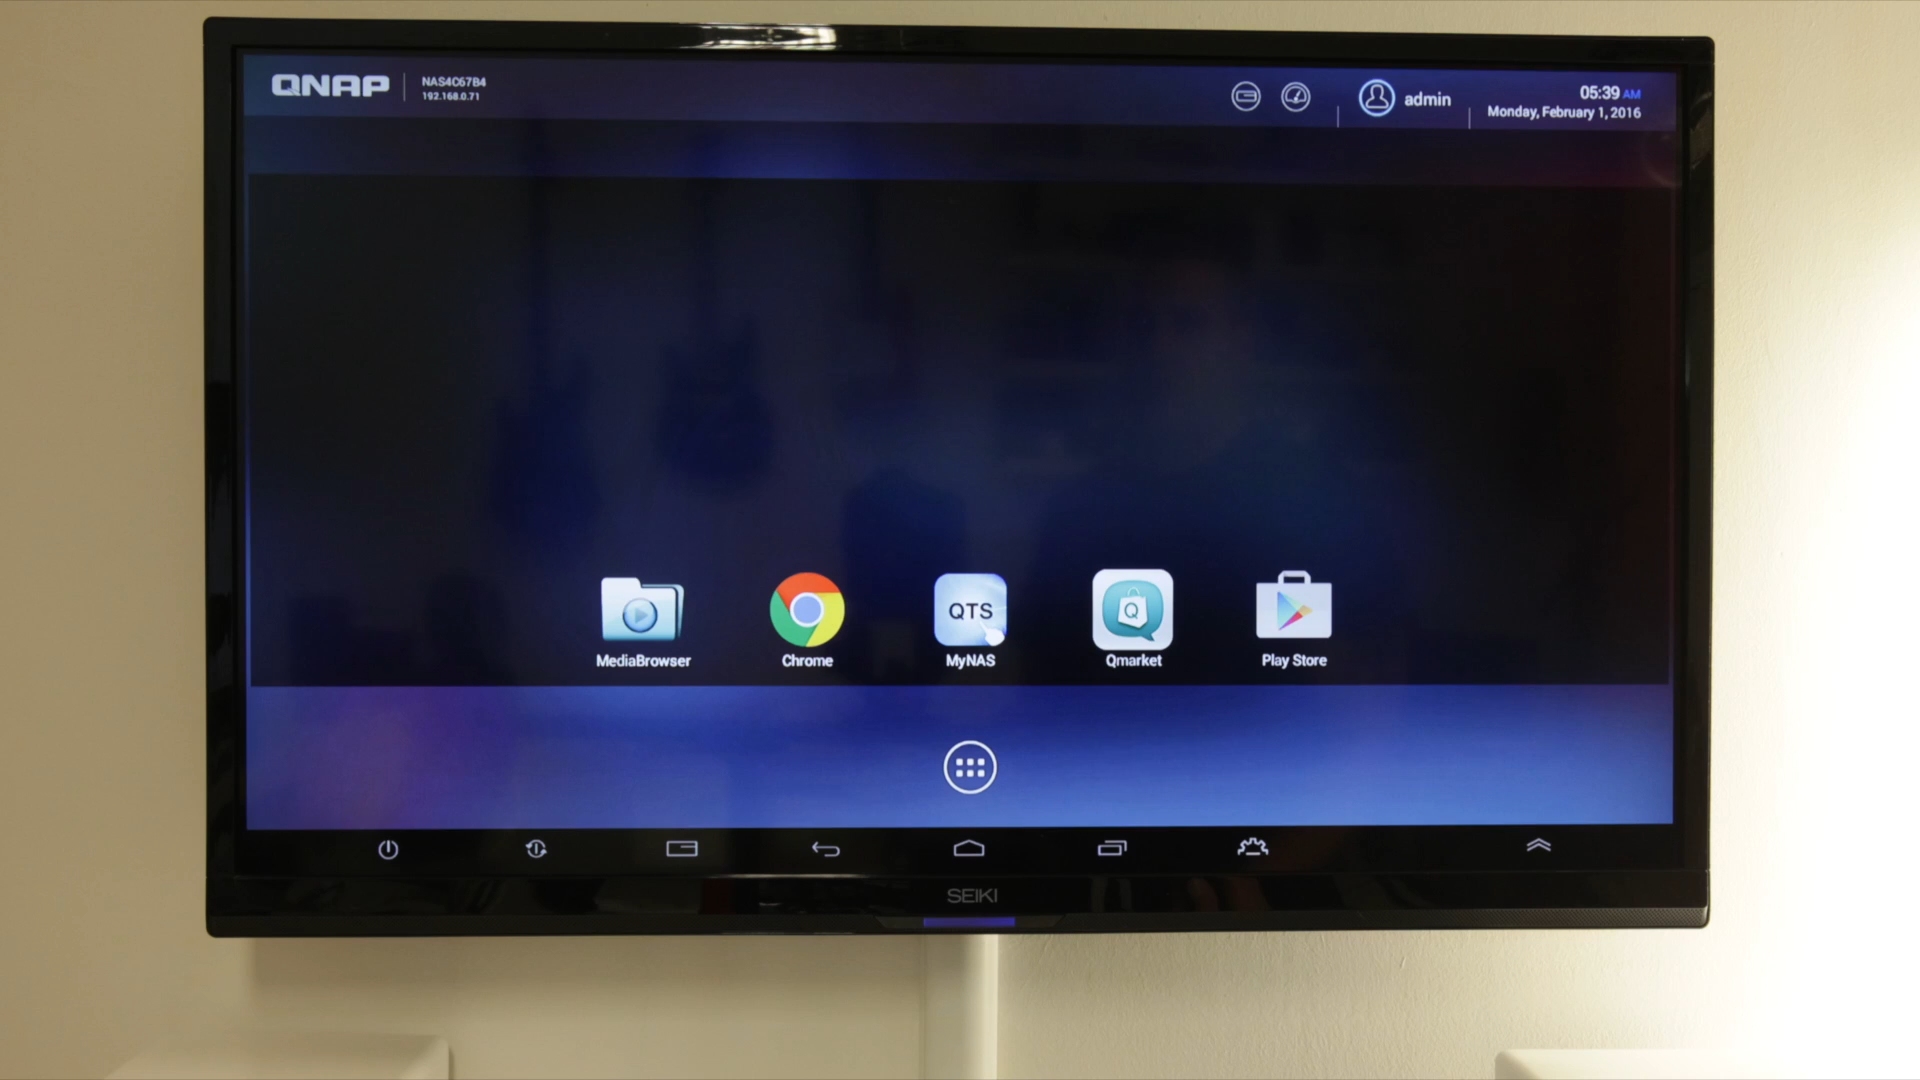 QNAP
NAS4C67B4
192.168.0.71
admin
05:39 AM
Monday, February 1, 2016
QTS
Q
MediaBrowser
Chrome
MyNAS
Qmarket
Play Store
SEIKI